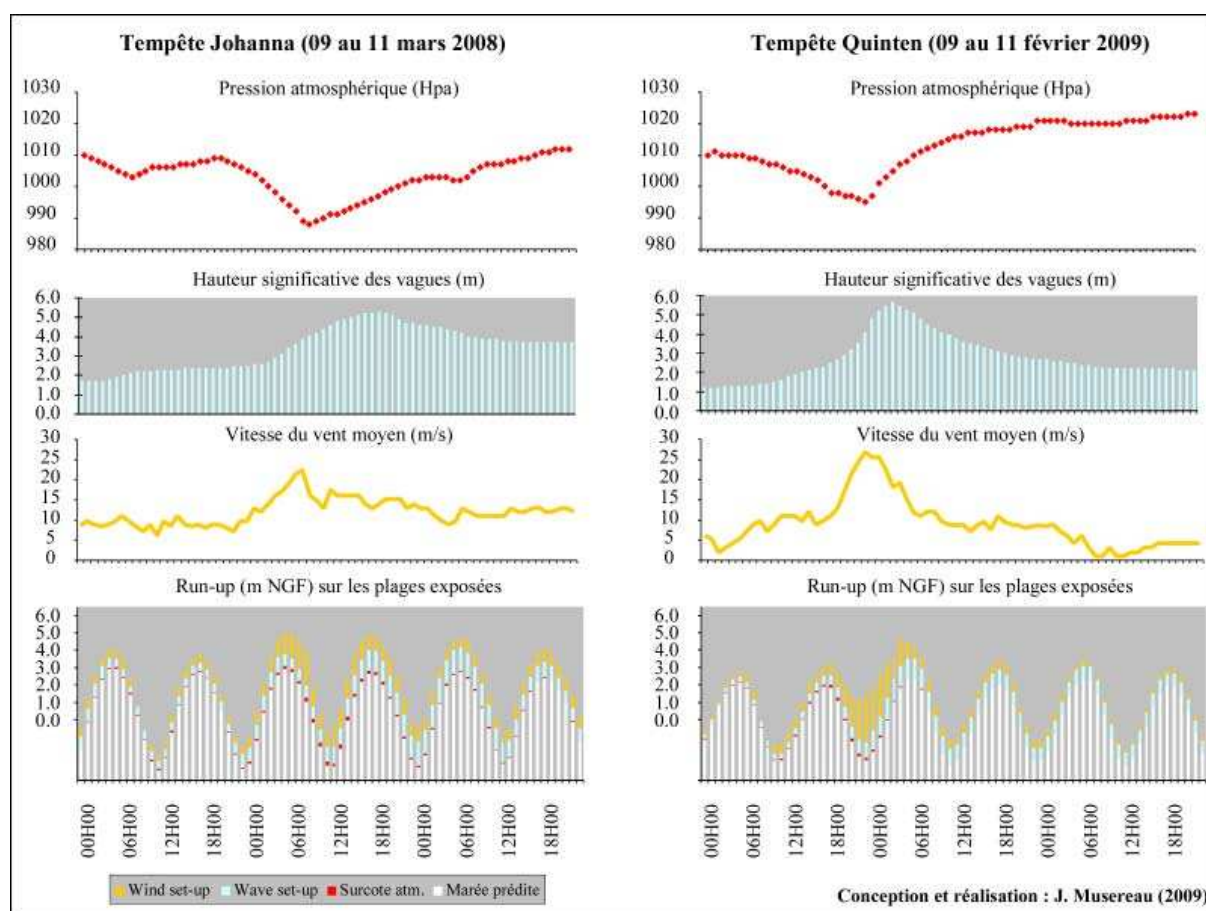 Tempête Johanna (09 au 11 mars 2008)
Pression atmosphérique (Hpa)
1030
1020
1010
1000
990
980
Hauteur significative des vagues (m)
6.0
5.0
4.0
3.0
2.0
1.0
0.0
Vitesse du vent moyen (m/s)
30
25
20
15
10
5
0
Run-up (m NGF) sur les plages exposées
6.0
5.0
4.0
3.0
2.0
1.0
0.0
00H00
06H00
12H00
18H00
00H00
06H00
12H00
18H00
00H00
06H00
12H00
18H00
Wind set-up Wave set-up Surcote atm. Marée prédite
Tempête Quinten (09 au 11 février 2009)
Pression atmosphérique (Hpa)
1030
1020
1010
1000
990
980
Hauteur significative des vagues (m)
6.0
5.0
4.0
3.0
2.0
1.0
0.0
Vitesse du vent moyen (m/s)
30
25
20
15
10
5
0
Run-up (m NGF) sur les plages exposées
6.0
5.0
4.0
3.0
2.0
1.0
0.0
00H00
06H00
12H00
18H00
00H00
06H00
12H00
18H00
00H00
06H00
12H00
18H00
Conception et réalisation : J. Musereau (2009)